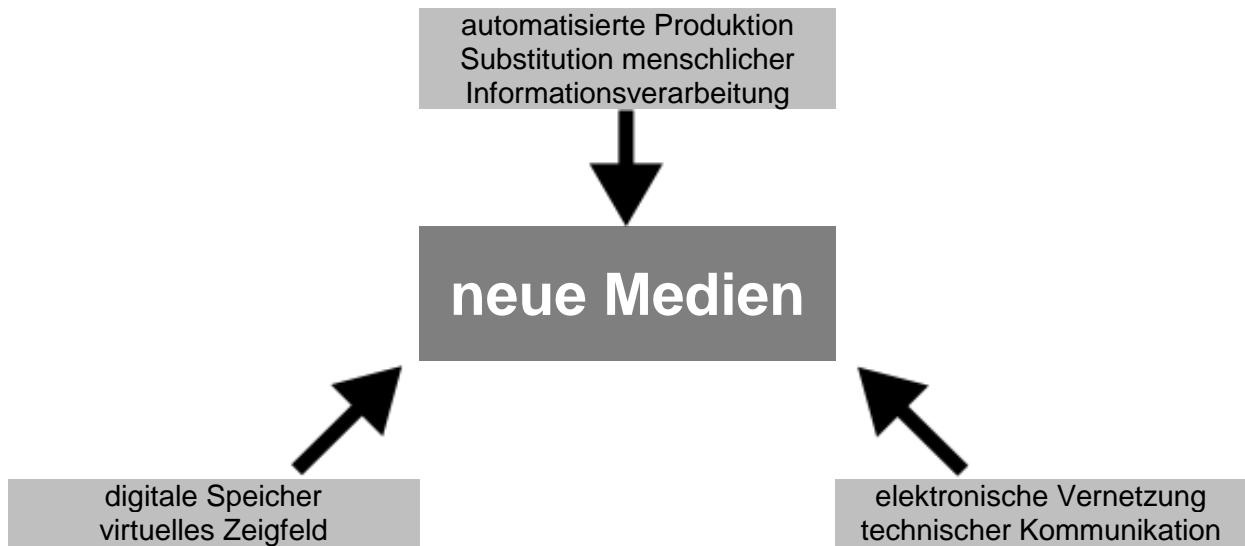 automatisierte Produktion
Substitution menschlicher
Informationsverarbeitung
neue Medien
digitale Speicher
virtuelles Zeigfeld
elektronische Vernetzung
technischer Kommunikation